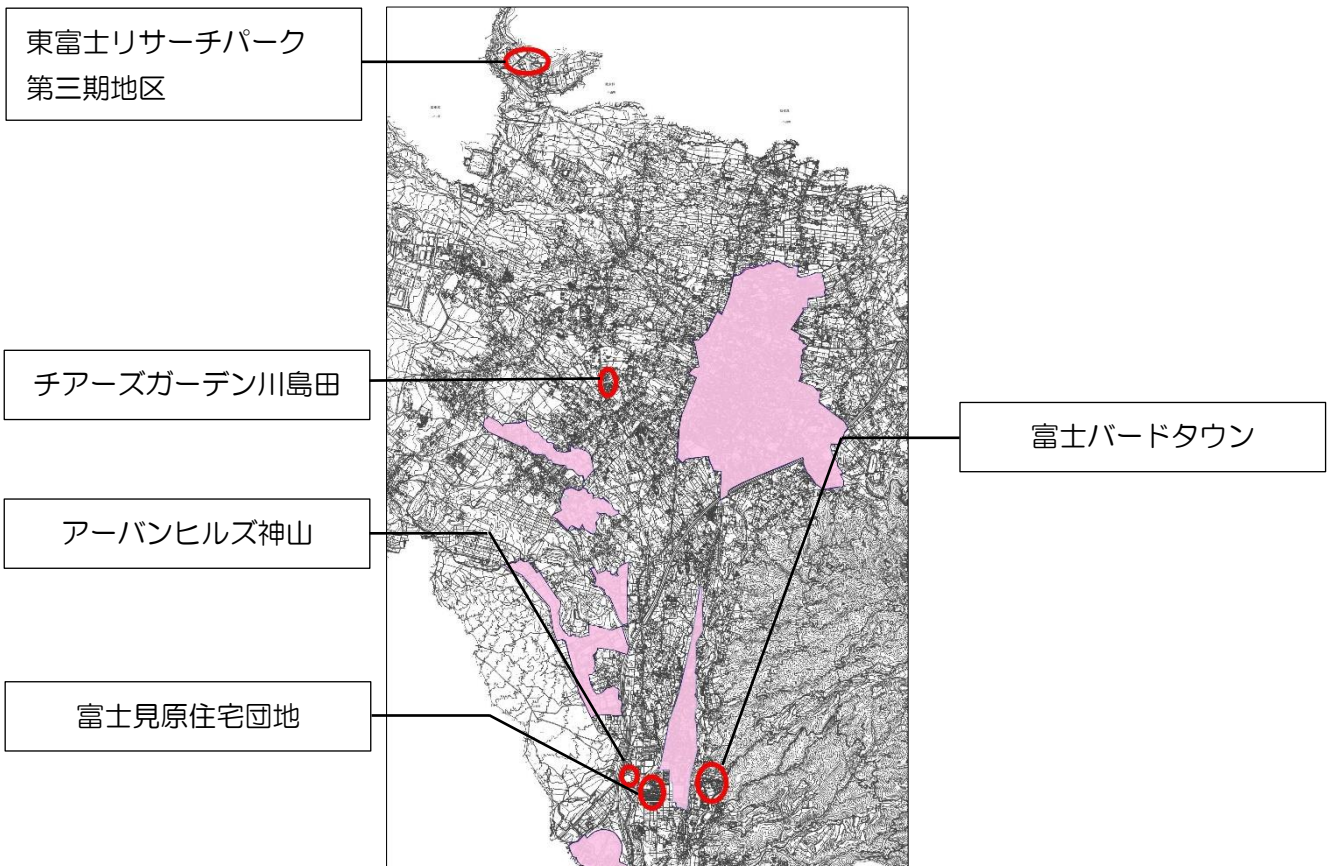 東富士リサーチパーク
第三期地区
チアーズガーデン川島田
富士バードタウン
アーバンヒルズ神山
富士見原住宅団地